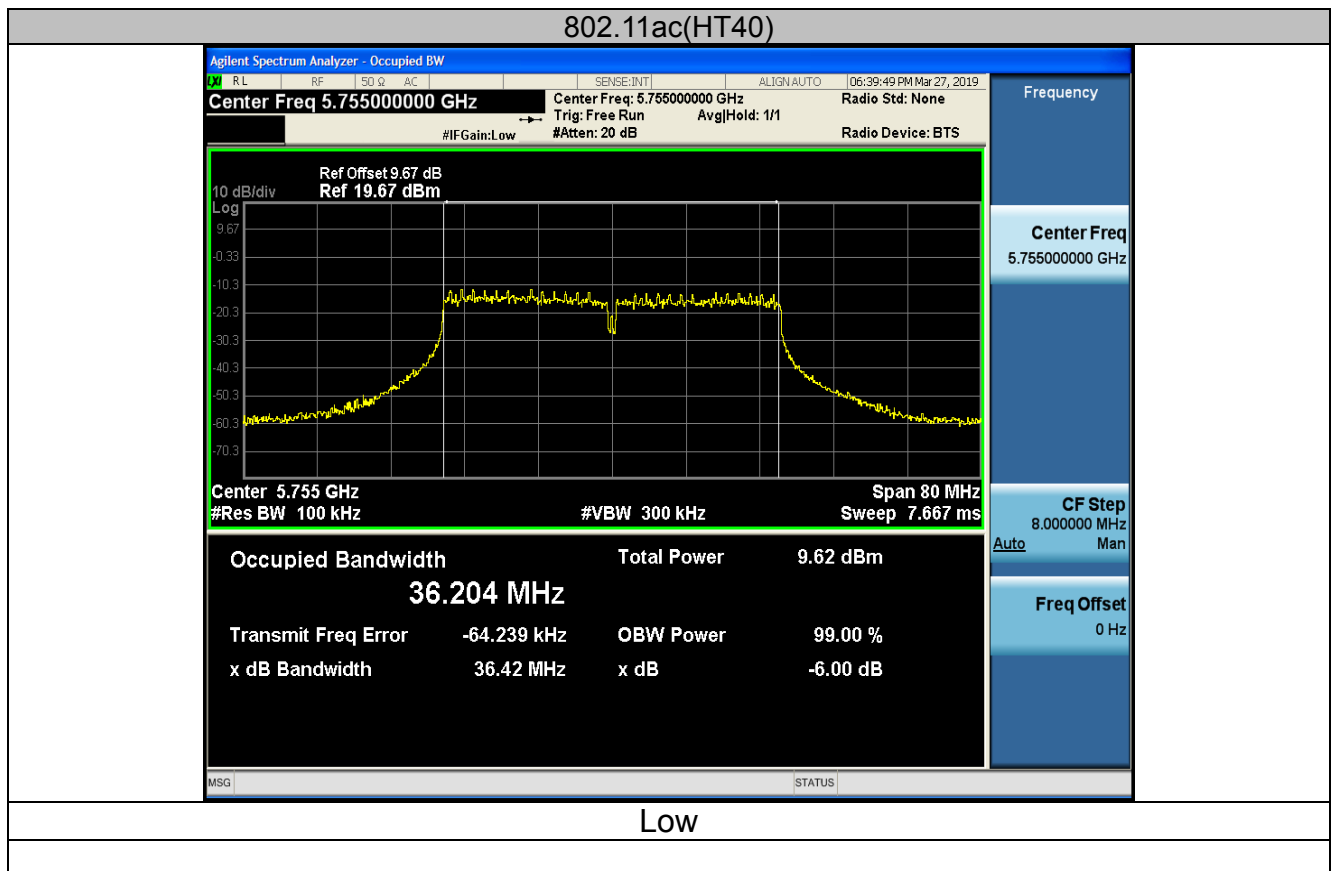 802.11ac(HT40)
Agilent Spectrum Analyzer - Occupied BW
LXI RL RF 50 Ω AC SENSE:INT ALIGN AUTO 06:39:49 PM Mar 27, 2019
Center Freq 5.755000000 GHz
Center Freq: 5.755000000 GHz
Radio Std: None
Trig: Free Run Avg|Hold: 1/1
#IFGain:Low
#Atten: 20 dB
Radio Device: BTS
Ref Offset 9.67 dB
10 dB/div Ref 19.67 dBm
Log
9.67
-0.33
-10.3
-20.3
-30.3
-40.3
-50.3
-60.3
-70.3
Center 5.755 GHz Span 80 MHz
#Res BW 100 kHz #VBW 300 kHz Sweep 7.667 ms
Occupied Bandwidth Total Power 9.62 dBm
36.204 MHz
Transmit Freq Error -64.239 kHz OBW Power 99.00 %
x dB Bandwidth 36.42 MHz x dB -6.00 dB
MSG STATUS
Frequency
Center Freq
5.755000000 GHz
CF Step
8.000000 MHz
Auto Man
Freq Offset
0 Hz
Low